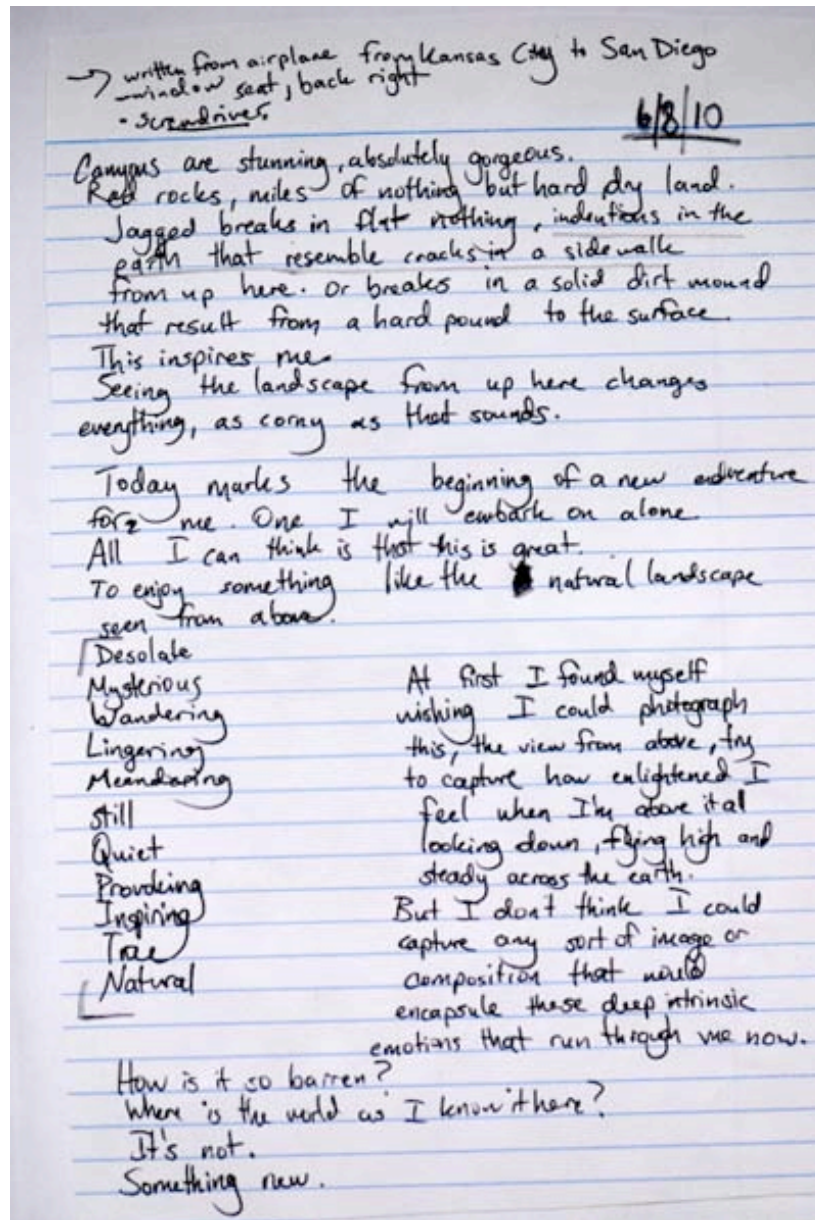 → written from airplane from Kansas City to San Diego
- window seat, back right
• screwdriver.
6/8/10
Canyons are stunning, absolutely gorgeous.
Red rocks, miles of nothing but hard dry land.
Jagged breaks in flat nothing, indentions in the
earth that resemble cracks in a sidewalk
from up here. Or breaks in a solid dirt mound
that result from a hard pound to the surface.
This inspires me.
Seeing the landscape from up here changes
everything, as corny as that sounds.
Today marks the beginning of a new adventure
for me. One I will embark on alone.
All I can think is that this is great.
To enjoy something like the natural landscape
seen from above.
Desolate
Mysterious
Wandering
Lingering
Meandering
still
Quiet
Provoking
Inspiring
True
Natural
At first I found myself
wishing I could photograph
this, the view from above, try
to capture how enlightened I
feel when I'm above it al
looking down, flying high and
steady across the earth.
But I don't think I could
capture any sort of image or
composition that would
encapsule these deep intrinsic
emotions that run through me now.
How is it so barren?
Where is the world as I know it here?
It's not.
Something new.